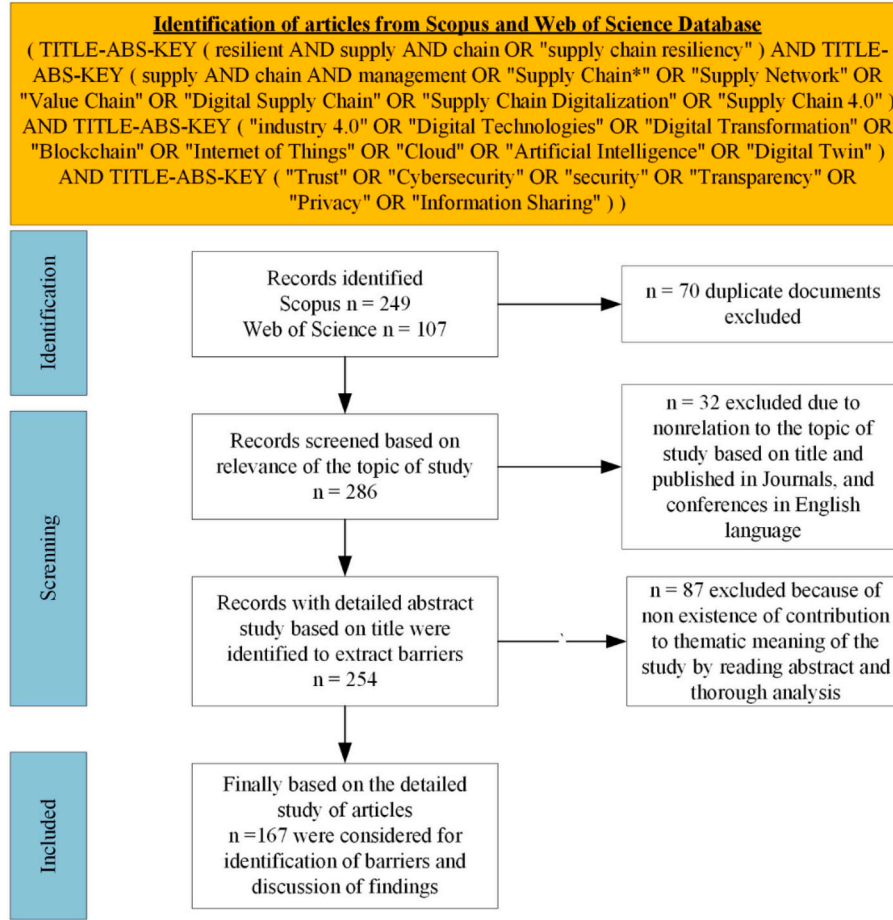 Identification of articles from Scopus and Web of Science Database
( TITLE-ABS-KEY ( resilient AND supply AND chain OR "supply chain resiliency" ) AND TITLE-
ABS-KEY ( supply AND chain AND management OR "Supply Chain*" OR "Supply Network" OR
"Value Chain" OR "Digital Supply Chain" OR "Supply Chain Digitalization" OR "Supply Chain 4.0" )
AND TITLE-ABS-KEY ( "industry 4.0" OR "Digital Technologies" OR "Digital Transformation" OR
"Blockchain" OR "Internet of Things" OR "Cloud" OR "Artificial Intelligence" OR "Digital Twin" )
AND TITLE-ABS-KEY ( "Trust" OR "Cybersecurity" OR "security" OR "Transparency" OR
"Privacy" OR "Information Sharing" ) )
Identification
Records identified
Scopus n = 249
Web of Science n = 107
n = 70 duplicate documents
excluded
Screnning
Records screened based on
relevance of the topic of study
n = 286
n = 32 excluded due to
nonrelation to the topic of
study based on title and
published in Journals, and
conferences in English
language
Records with detailed abstract
study based on title were
identified to extract barriers
n = 254
n = 87 excluded because of
non existence of contribution
to thematic meaning of the
study by reading abstract and
thorough analysis
Included
Finally based on the detailed
study of articles
n =167 were considered for
identification of barriers and
discussion of findings